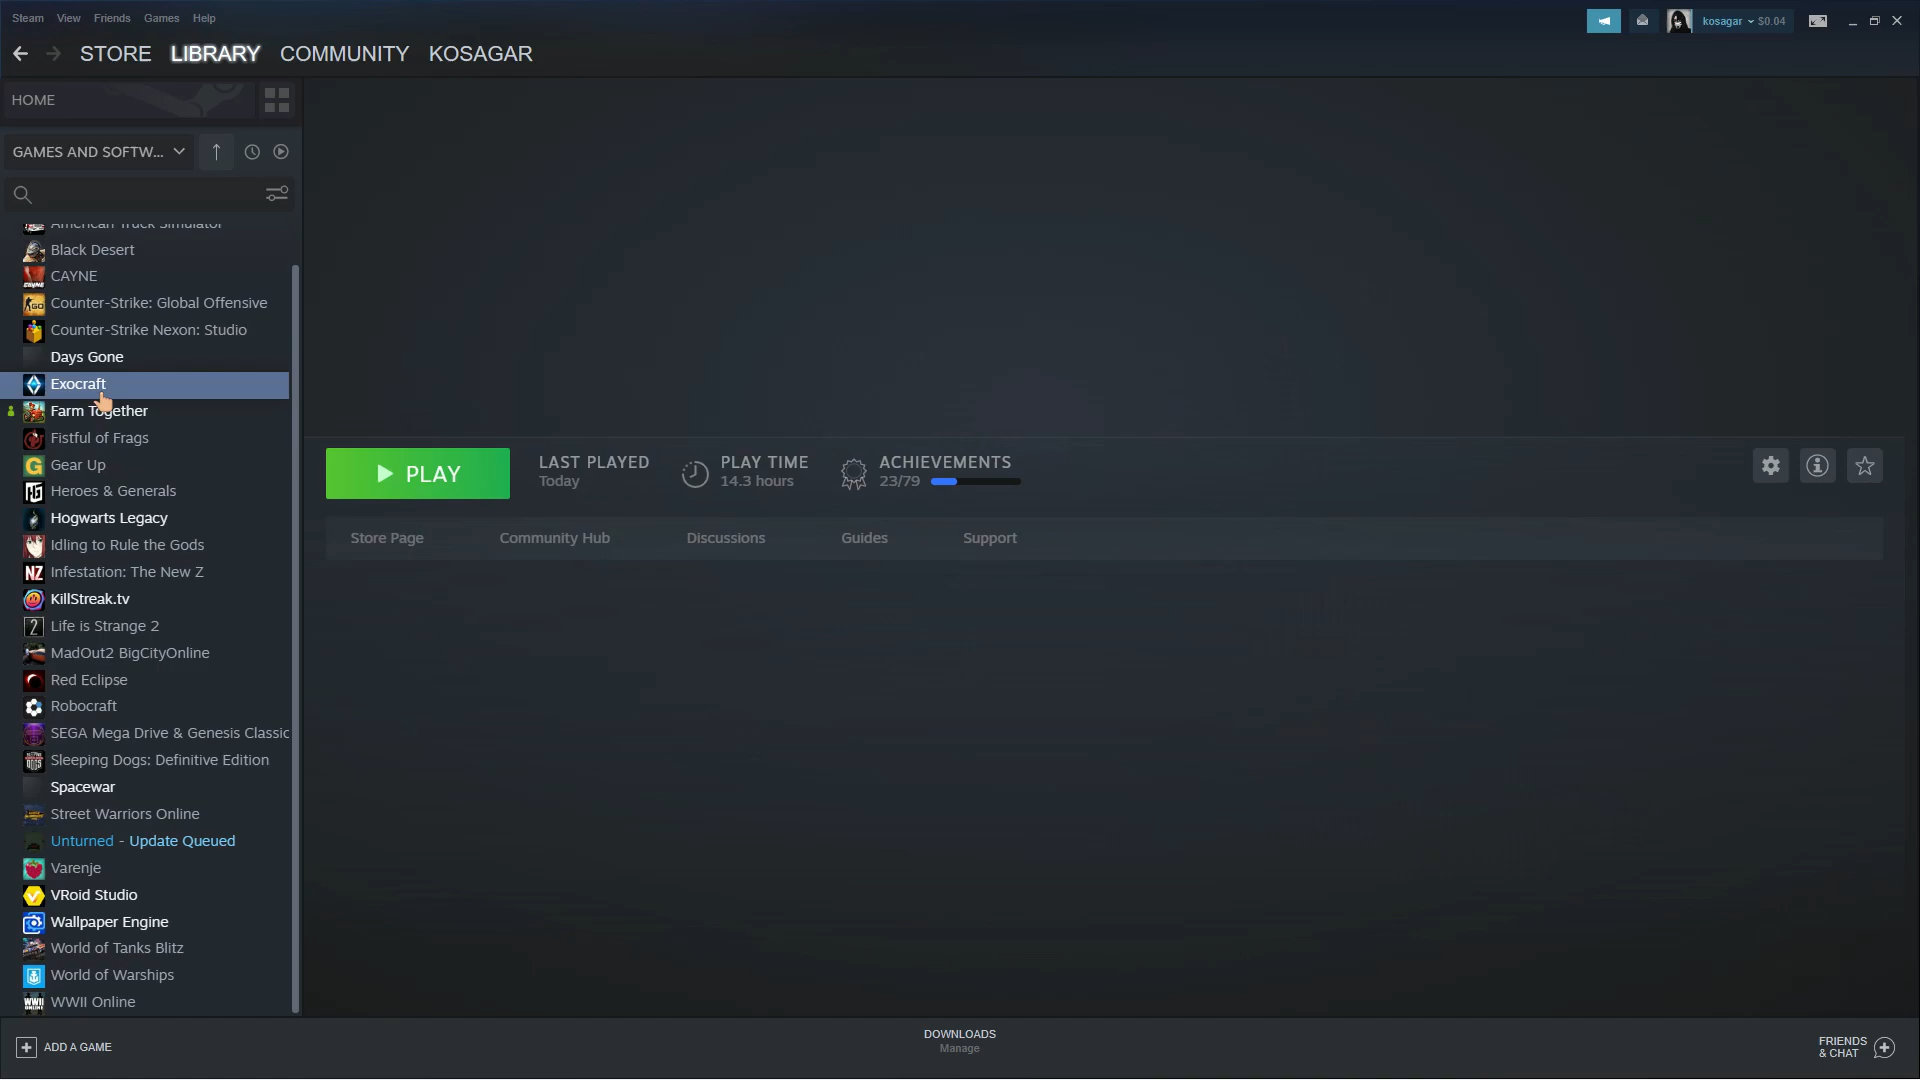 Steam View Friends Games Help
kosagar $0.04
STORE LIBRARY COMMUNITY KOSAGAR
HOME
GAMES AND SOFTW...
American Truck Simulator
Black Desert
CAYNE
Counter-Strike: Global Offensive
Counter-Strike Nexon: Studio
Days Gone
Exocraft
Farm Together
Fistful of Frags
Gear Up
Heroes & Generals
Hogwarts Legacy
Idling to Rule the Gods
Infestation: The New Z
KillStreak.tv
Life is Strange 2
MadOut2 BigCityOnline
Red Eclipse
Robocraft
SEGA Mega Drive & Genesis Classic
Sleeping Dogs: Definitive Edition
Spacewar
Street Warriors Online
Unturned - Update Queued
Varenje
VRoid Studio
Wallpaper Engine
World of Tanks Blitz
World of Warships
WWII Online
PLAY
LAST PLAYED
Today
PLAY TIME
14.3 hours
ACHIEVEMENTS
23/79
Store Page Community Hub Discussions Guides Support
ADD A GAME
DOWNLOADS
Manage
FRIENDS
& CHAT